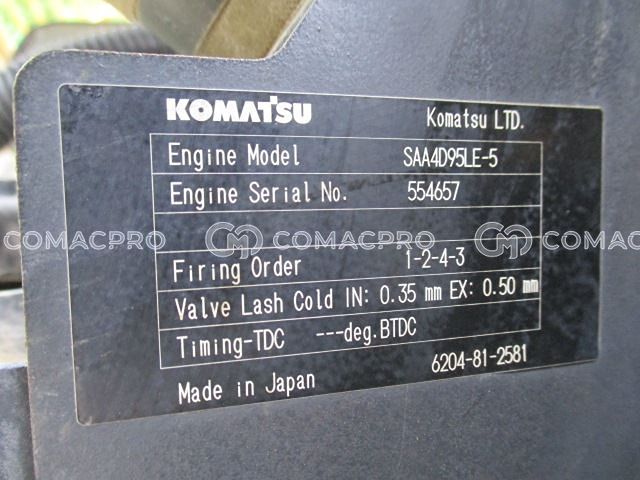 KOMATSU Komatsu LTD.
Engine Model SAA4D95LE-5
Engine Serial No. 554657
COMACPRO COMACPRO COMACPRO
Firing Order 1-2-4-3
Valve Lash Cold IN: 0.35 mm EX: 0.50 mm
Timing-TDC ---deg.BTDC
6204-81-2581
Made in Japan